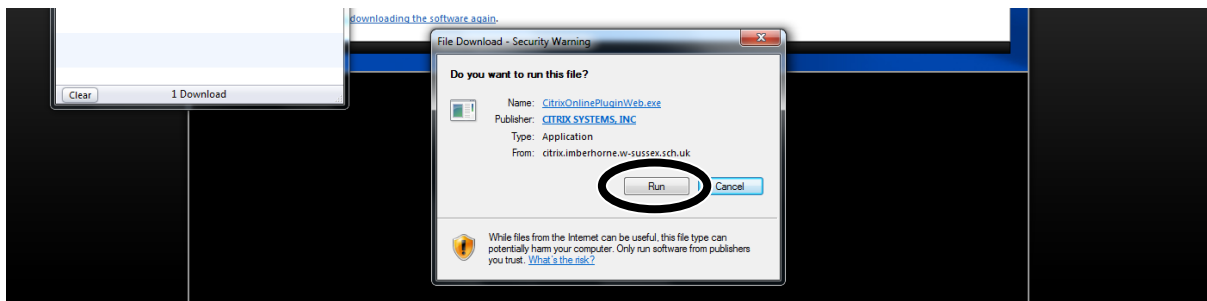 downloading the software again.
Clear
1 Download
File Download - Security Warning
Do you want to run this file?
Name: CitrixOnlinePluginWeb.exe
Publisher: CITRIX SYSTEMS, INC
Type: Application
From: citrix.imberhorne.w-sussex.sch.uk
Run Cancel
While files from the Internet can be useful, this file type can
potentially harm your computer. Only run software from publishers
you trust. What's the risk?